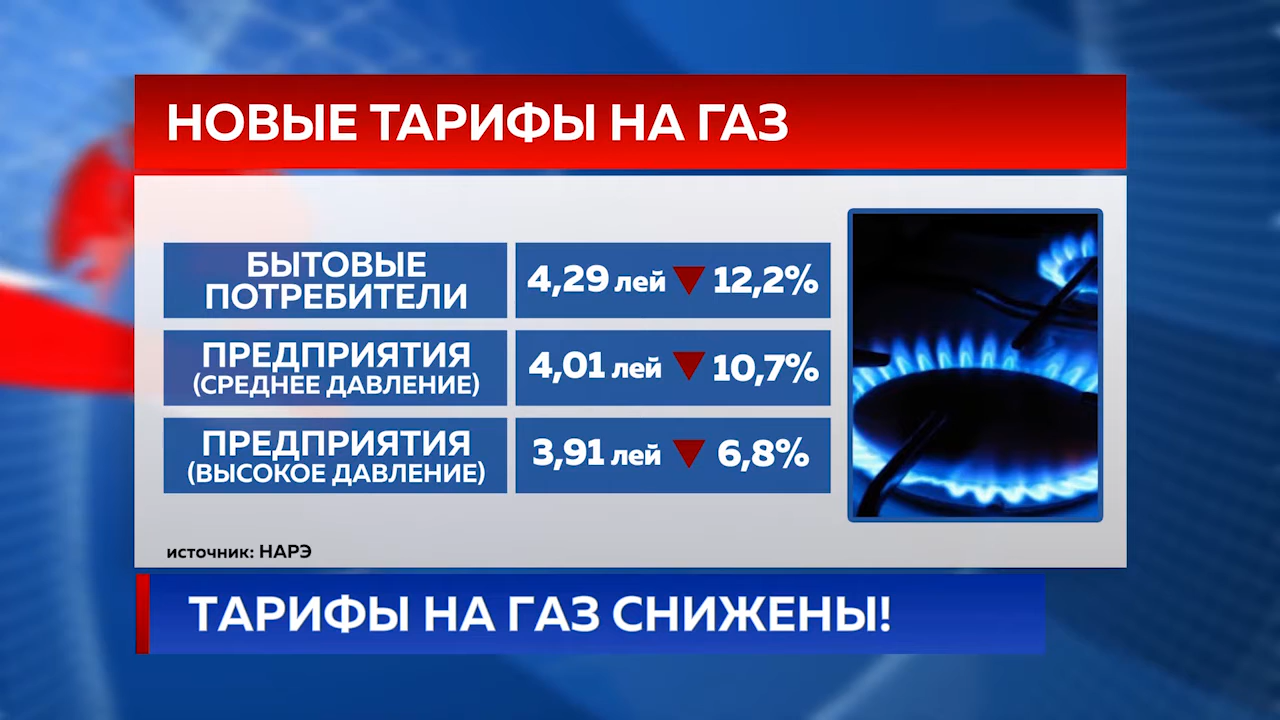 НОВЫЕ ТАРИФЫ НА ГАЗ
БЫТОВЫЕ
ПОТРЕБИТЕЛИ
4,29 лей ▼ 12,2%
ПРЕДПРИЯТИЯ
(СРЕДНЕЕ ДАВЛЕНИЕ)
4,01 лей ▼ 10,7%
ПРЕДПРИЯТИЯ
(ВЫСОКОЕ ДАВЛЕНИЕ)
3,91 лей ▼ 6,8%
источник: НАРЭ
ТАРИФЫ НА ГАЗ СНИЖЕНЫ!